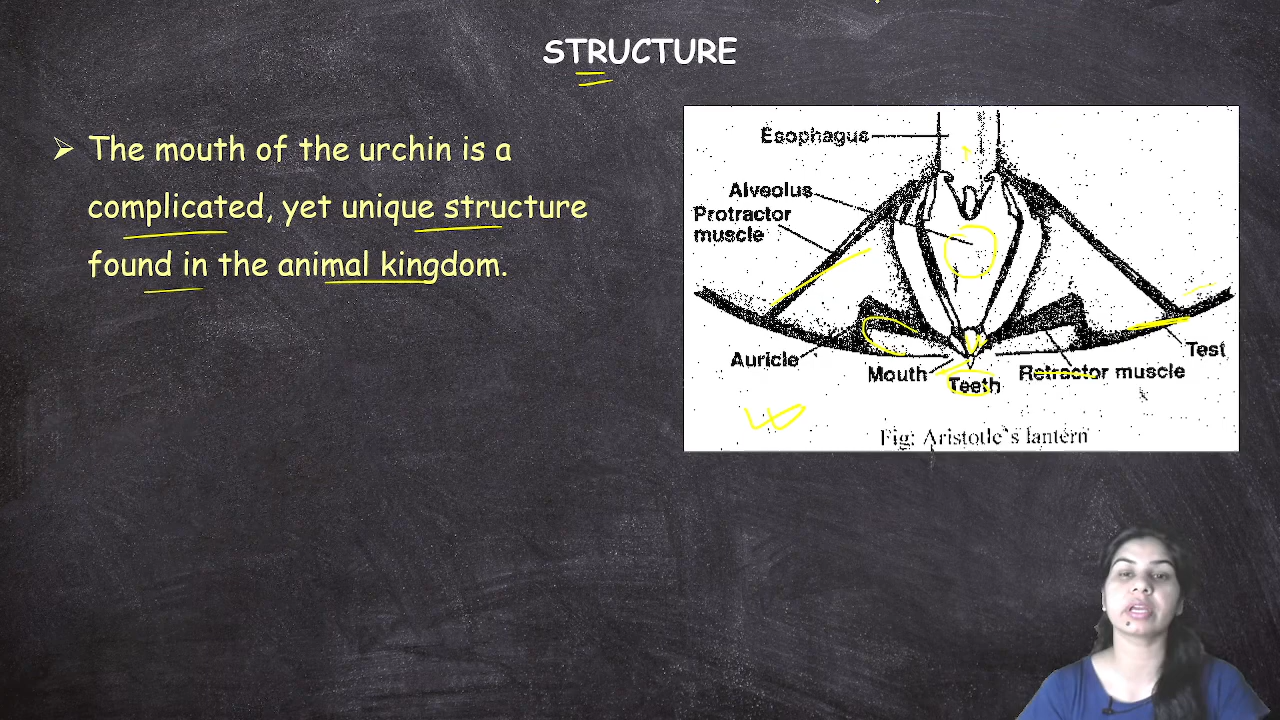 STRUCTURE
➢ The mouth of the urchin is a
complicated, yet unique structure
found in the animal kingdom.
Esophagus
Alveolus
Protractor
muscle
Auricle
Mouth
Teeth
Retractor muscle
Test
Fig: Aristotle's lantern